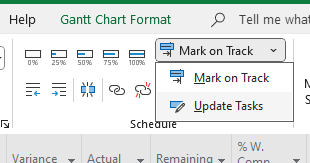 Gantt Chart Format Tell me what
0% 25% 50% 75% 100% Mark on Track
Mark on Track
Update Tasks
Schedule
Variance Actual Remaining % W. Comp.